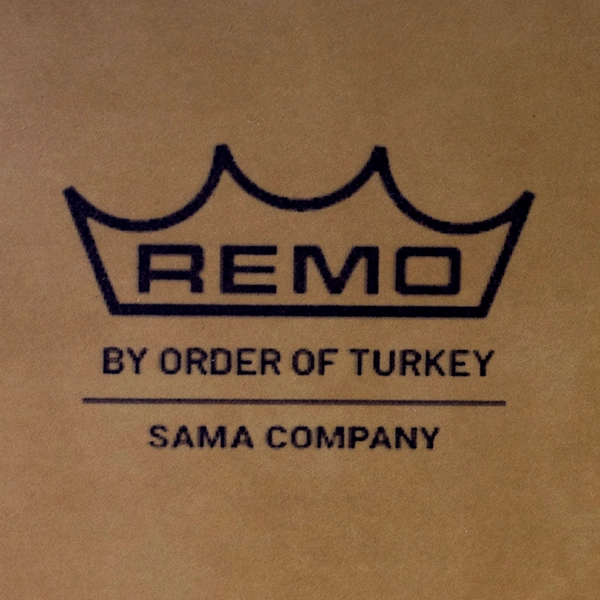 REMO
BY ORDER OF TURKEY
SAMA COMPANY